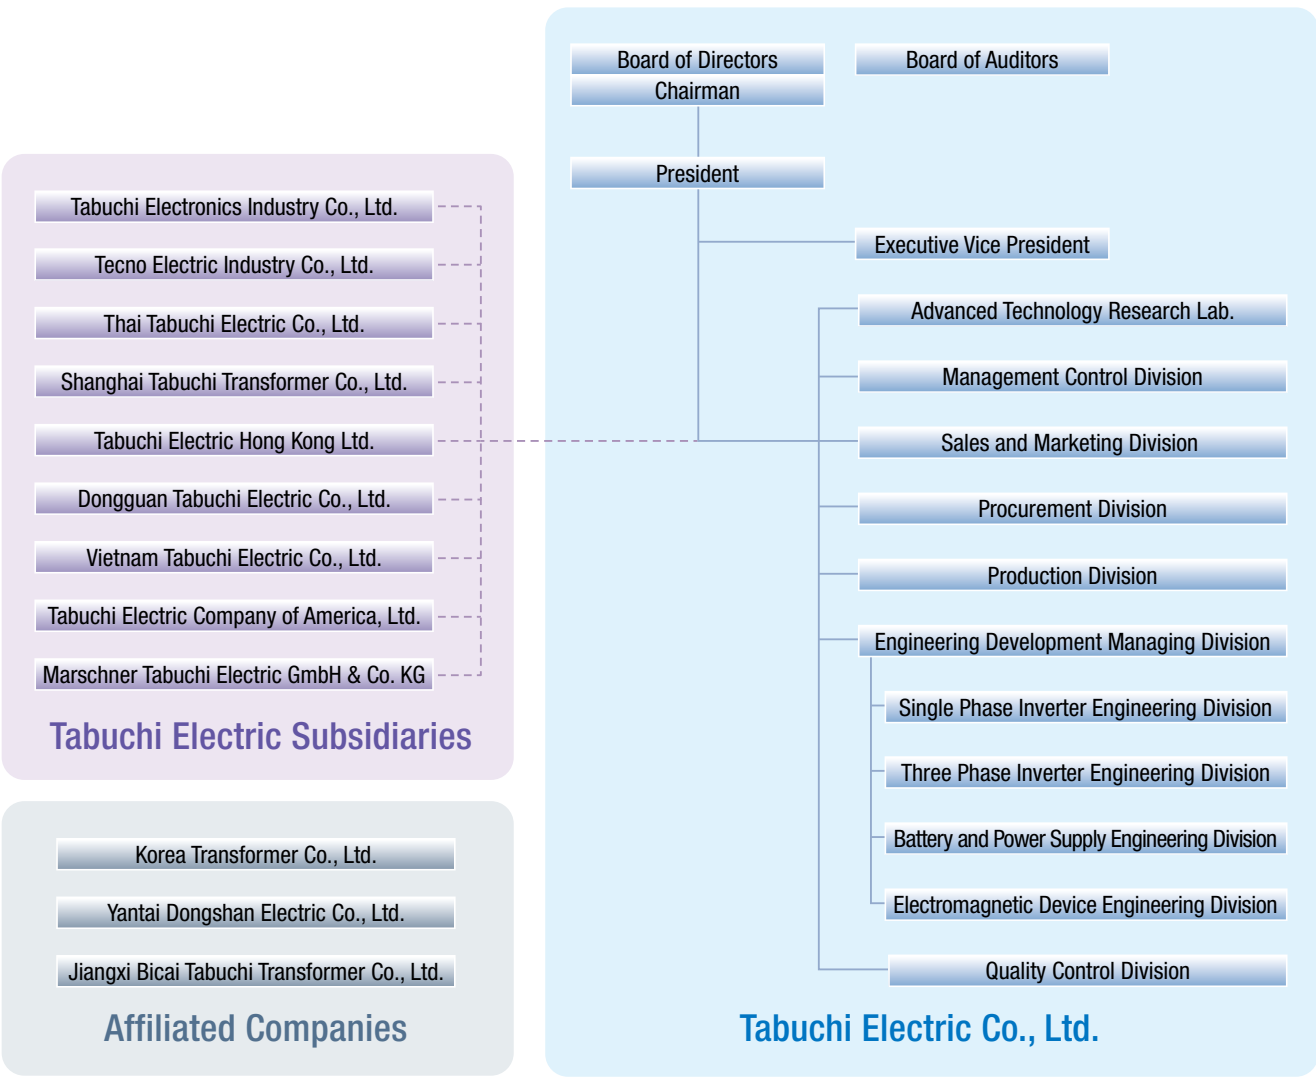 Board of Directors
Chairman
Board of Auditors
President
Executive Vice President
Advanced Technology Research Lab.
Management Control Division
Sales and Marketing Division
Procurement Division
Production Division
Engineering Development Managing Division
Single Phase Inverter Engineering Division
Three Phase Inverter Engineering Division
Battery and Power Supply Engineering Division
Electromagnetic Device Engineering Division
Quality Control Division
Tabuchi Electric Co., Ltd.
Tabuchi Electronics Industry Co., Ltd.
Tecno Electric Industry Co., Ltd.
Thai Tabuchi Electric Co., Ltd.
Shanghai Tabuchi Transformer Co., Ltd.
Tabuchi Electric Hong Kong Ltd.
Dongguan Tabuchi Electric Co., Ltd.
Vietnam Tabuchi Electric Co., Ltd.
Tabuchi Electric Company of America, Ltd.
Marschner Tabuchi Electric GmbH & Co. KG
Tabuchi Electric Subsidiaries
Korea Transformer Co., Ltd.
Yantai Dongshan Electric Co., Ltd.
Jiangxi Bicai Tabuchi Transformer Co., Ltd.
Affiliated Companies